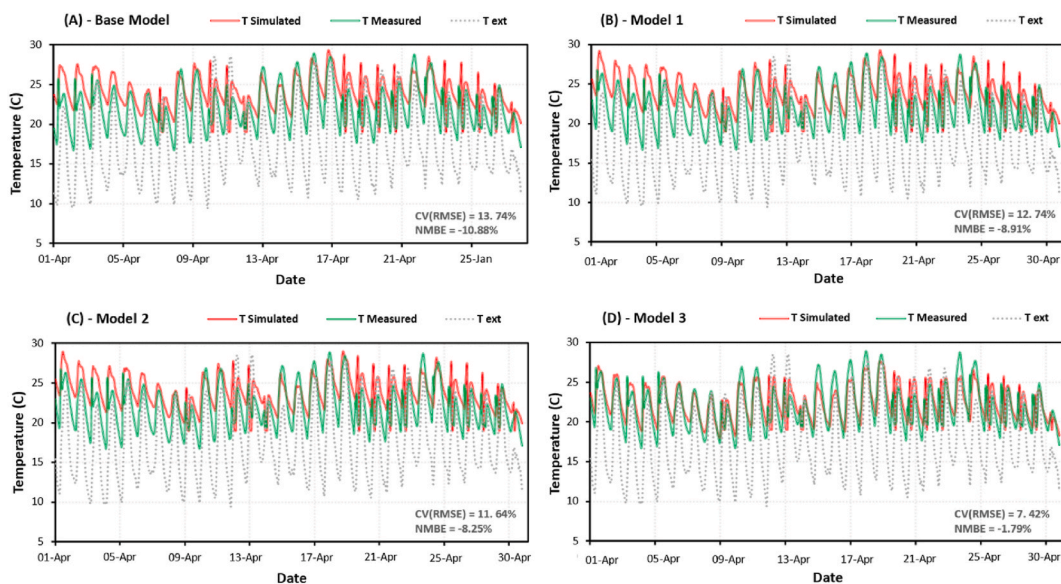 (A) - Base Model
T Simulated T Measured T ext
Temperature (C)
30
25
20
15
10
5
CV(RMSE) = 13. 74%
NMBE = -10.88%
01-Apr 05-Apr 09-Apr 13-Apr 17-Apr 21-Apr 25-Jan
Date
(B) - Model 1
T Simulated T Measured T ext
Temperature (C)
30
25
20
15
10
5
CV(RMSE) = 12. 74%
NMBE = -8.91%
01-Apr 05-Apr 09-Apr 13-Apr 17-Apr 21-Apr 25-Apr 30-Apr
Date
(C) - Model 2
T Simulated T Measured T ext
Temperature (C)
30
25
20
15
10
5
CV(RMSE) = 11. 64%
NMBE = -8.25%
01-Apr 05-Apr 09-Apr 13-Apr 17-Apr 21-Apr 25-Apr 30-Apr
Date
(D) - Model 3
T Simulated T Measured T ext
Temperature (C)
30
25
20
15
10
5
CV(RMSE) = 7. 42%
NMBE = -1.79%
01-Apr 05-Apr 09-Apr 13-Apr 17-Apr 21-Apr 25-Apr 30-Apr
Date